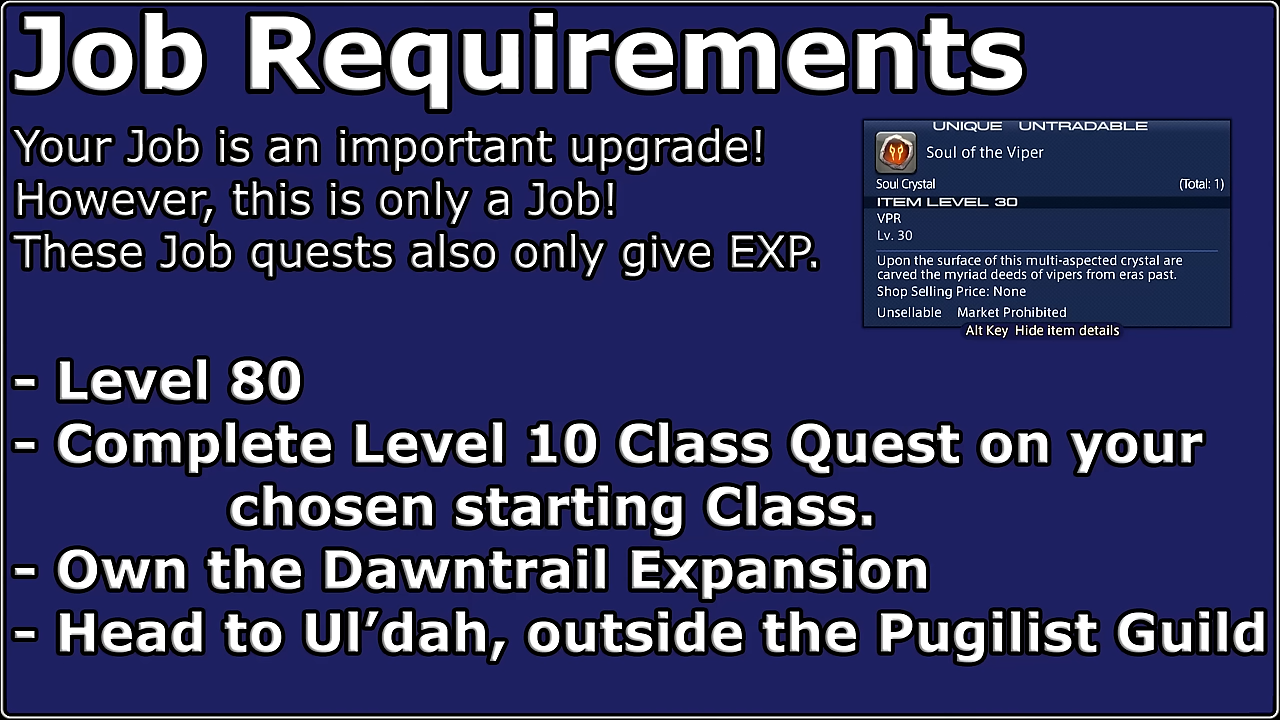 Job Requirements
Your Job is an important upgrade!
However, this is only a Job!
These Job quests also only give EXP.
UNIQUE UNTRADABLE
Soul of the Viper
Soul Crystal (Total: 1)
ITEM LEVEL 30
VPR
Lv. 30
Upon the surface of this multi-aspected crystal are
carved the myriad deeds of vipers from eras past.
Shop Selling Price: None
Unsellable Market Prohibited
Alt Key Hide item details
- Level 80
- Complete Level 10 Class Quest on your
chosen starting Class.
- Own the Dawntrail Expansion
- Head to Ul’dah, outside the Pugilist Guild